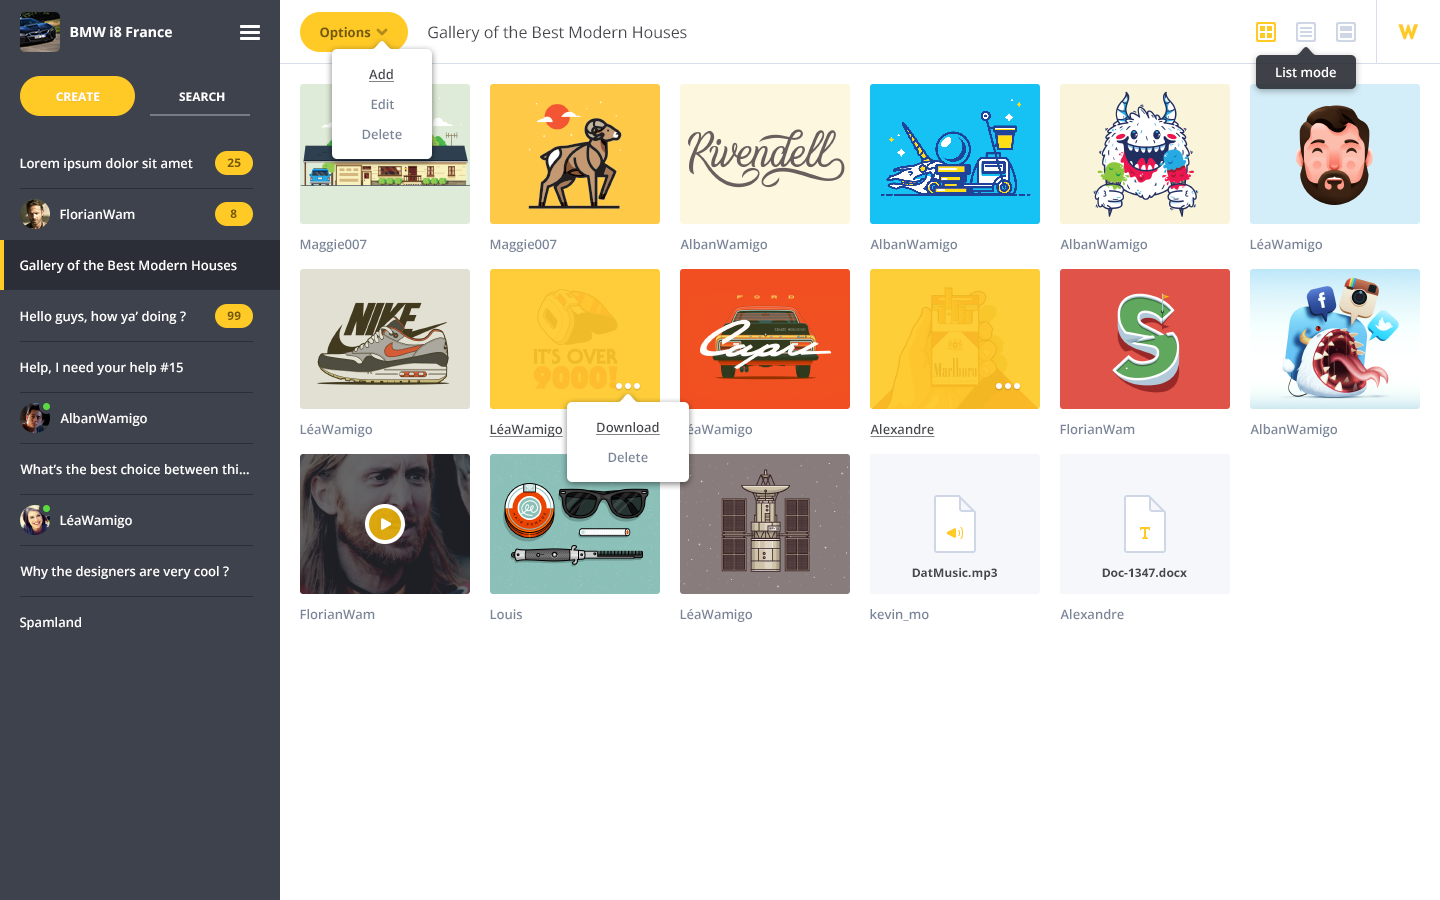 BMW i8 France
CREATE
SEARCH
Lorem ipsum dolor sit amet
25
FlorianWam
8
Gallery of the Best Modern Houses
Hello guys, how ya’ doing ?
99
Help, I need your help #15
AlbanWamigo
What’s the best choice between thi...
LéaWamigo
Why the designers are very cool ?
Spamland
Options
Gallery of the Best Modern Houses
W
List mode
Add
Edit
Delete
Rivendell
Maggie007
Maggie007
AlbanWamigo
AlbanWamigo
AlbanWamigo
LéaWamigo
NIKE
IT'S OVER
9000!
FORD
Capri
Marlboro
S
f
LéaWamigo
LéaWamigo
éaWamigo
Alexandre
FlorianWam
AlbanWamigo
Download
Delete
T
DatMusic.mp3
Doc-1347.docx
FlorianWam
Louis
LéaWamigo
kevin_mo
Alexandre